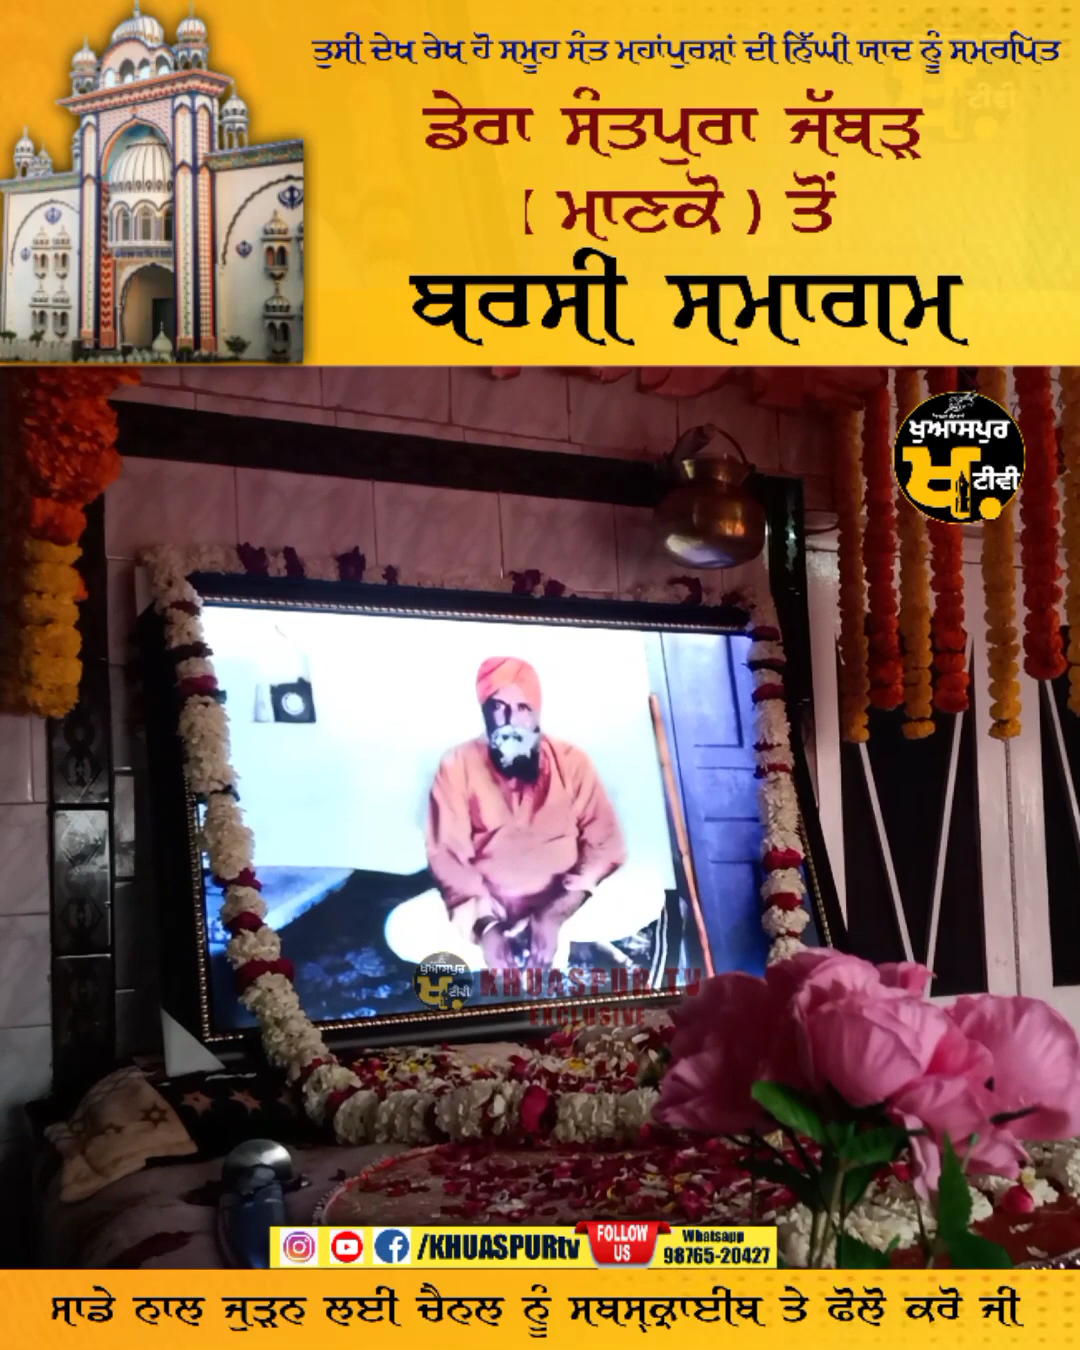 ਤੁਸੀ ਦੇਖ ਰੇਖ ਹੋ ਸਮੂਹ ਸੰਤ ਮਹਾਂਪੁਰਸ਼ਾਂ ਦੀ ਨਿੱਘੀ ਯਾਦ ਨੂੰ ਸਮਰਪਿਤ
ਡੇਰਾ ਸੰਤਪੁਰਾ ਜੱਬੜ੍ਹ
( ਮਾਣਕੋ ) ਤੋਂ
ਬਰਸੀ ਸਮਾਗਮ
ਖੁਆਸਪੁਰ
ਖ. ਟੀਵੀ
ਖੁਆਸਪੁਰ
ਖ. ਟੀਵੀ
KHUASPUR TV
EXCLUSIVE
/KHUASPURtv
FOLLOW US
Whatsapp
98765-20427
ਸਾਡੇ ਨਾਲ ਜੁੜਨ ਲਈ ਚੈਨਲ ਨੂੰ ਸਬਸਕ੍ਰਾਈਬ ਤੇ ਫੌਲੋ ਕਰੋ ਜੀ